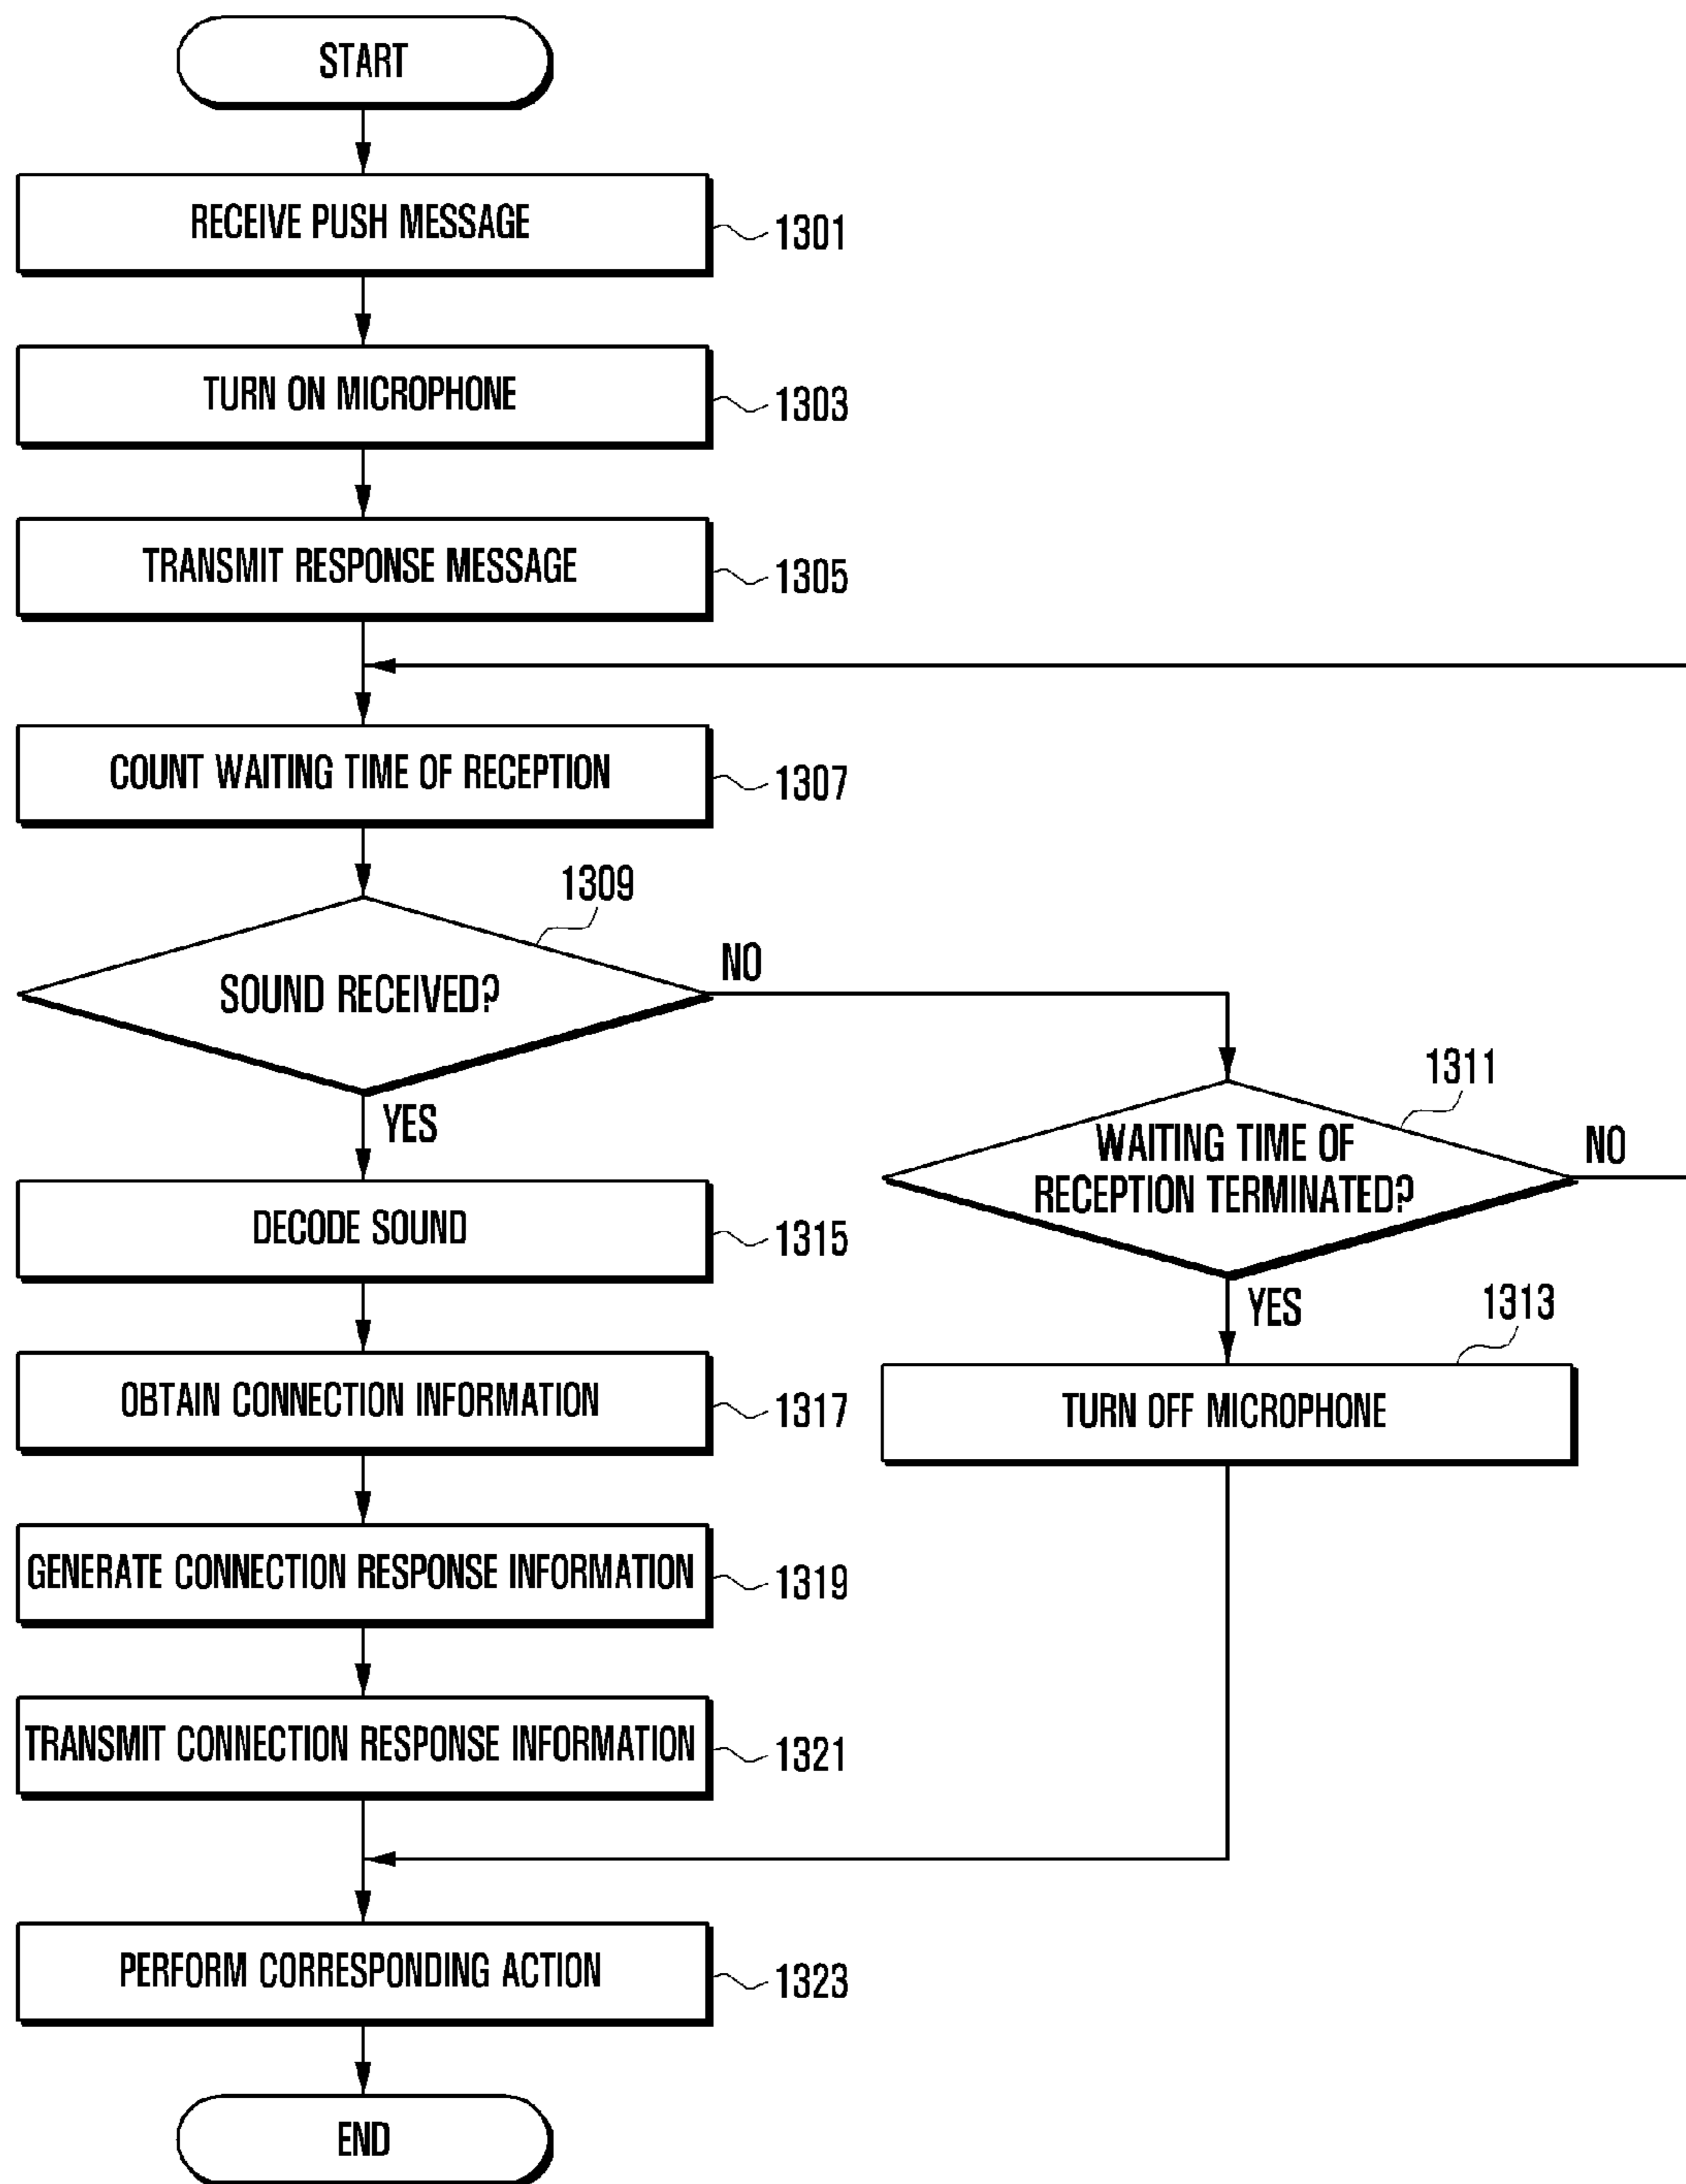 START
RECEIVE PUSH MESSAGE
1301
TURN ON MICROPHONE
1303
TRANSMIT RESPONSE MESSAGE
1305
COUNT WAITING TIME OF RECEPTION
1307
1309
SOUND RECEIVED?
NO
YES
1311
WAITING TIME OF
RECEPTION TERMINATED?
NO
YES
1313
TURN OFF MICROPHONE
DECODE SOUND
1315
OBTAIN CONNECTION INFORMATION
1317
GENERATE CONNECTION RESPONSE INFORMATION
1319
TRANSMIT CONNECTION RESPONSE INFORMATION
1321
PERFORM CORRESPONDING ACTION
1323
END